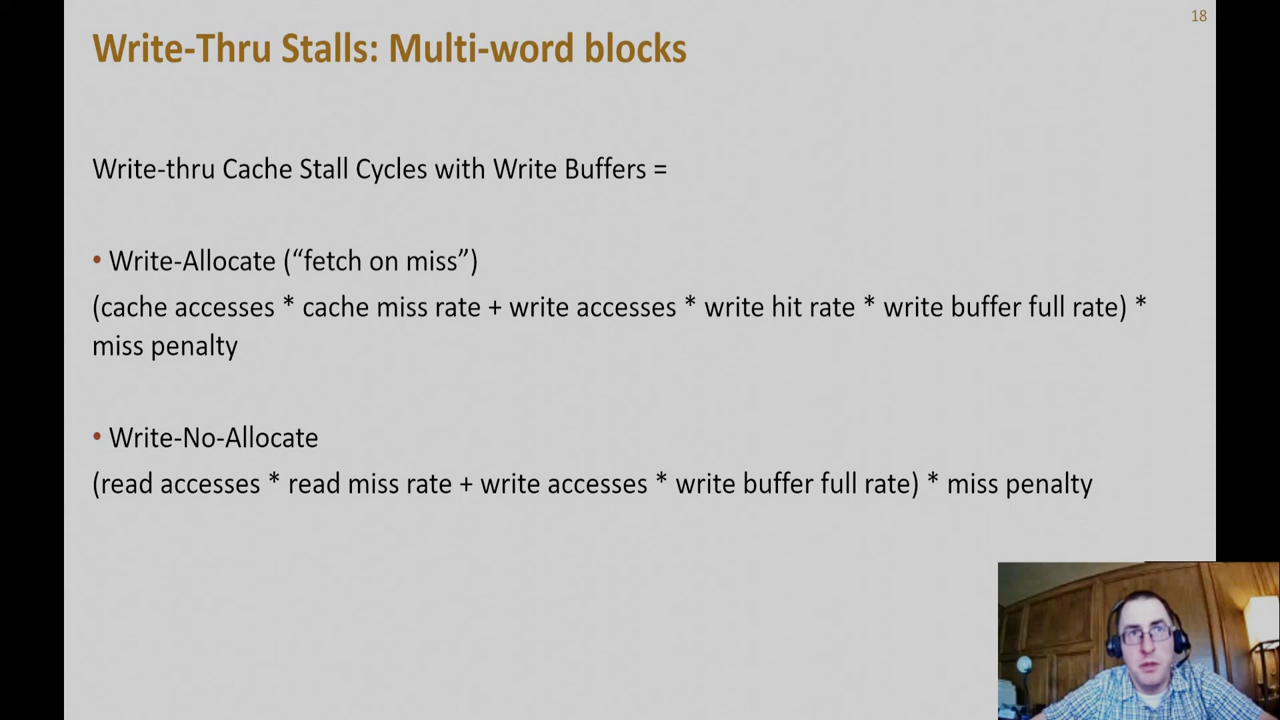 18
Write-Thru Stalls: Multi-word blocks
Write-thru Cache Stall Cycles with Write Buffers =
• Write-Allocate (“fetch on miss”)
(cache accesses * cache miss rate + write accesses * write hit rate * write buffer full rate) *
miss penalty
• Write-No-Allocate
(read accesses * read miss rate + write accesses * write buffer full rate) * miss penalty